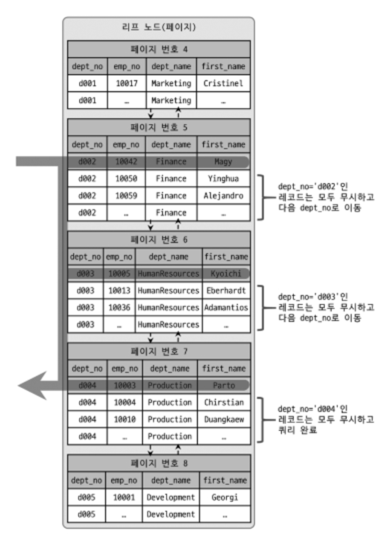 리프 노드(페이지)
페이지 번호 4
dept_no emp_no dept_name first_name
d001 10017 Marketing Cristinel
d001 … Marketing …
페이지 번호 5
dept_no emp_no dept_name first_name
d002 10042 Finance Magy
d002 10050 Finance Yinghua
d002 10059 Finance Alejandro
d002 … Finance …
dept_no='d002'인
레코드는 모두 무시하고
다음 dept_no로 이동
페이지 번호 6
dept_no emp_no dept_name first_name
d003 10005 HumanResources Kyoichi
d003 10013 HumanResources Eberhardt
d003 10036 HumanResources Adamantios
d003 … HumanResources …
dept_no='d003'인
레코드는 모두 무시하고
다음 dept_no로 이동
페이지 번호 7
dept_no emp_no dept_name first_name
d004 10003 Production Parto
d004 10004 Production Chirstian
d004 10010 Production Duangkaew
d004 … Production …
dept_no='d004'인
레코드는 모두 무시하고
쿼리 완료
페이지 번호 8
dept_no emp_no dept_name first_name
d005 10001 Development Georgi
d005 … Development …